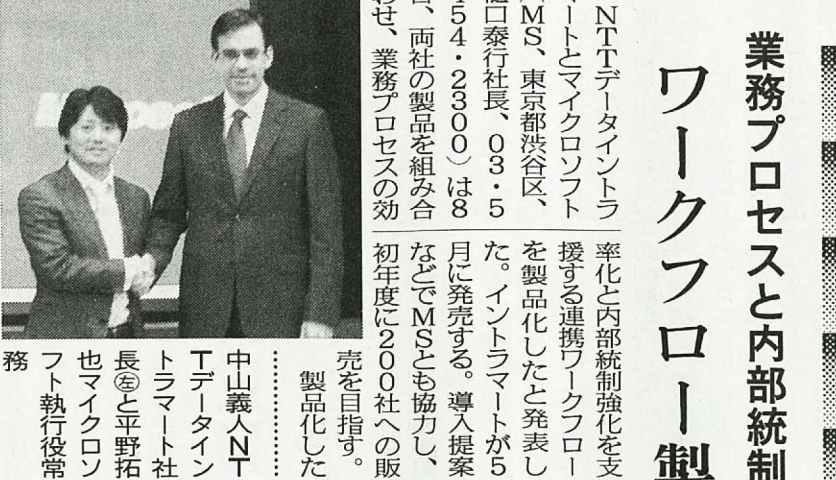 業務プロセスと内部統制
ワークフロー製
NTTデータイントラ
マートとマイクロソフト
MS、東京都渋谷区、
樋口泰行社長、03・5
454・2300)は8
日、両社の製品を組み合
わせ、業務プロセスの効
率化と内部統制強化を支
援する連携ワークフロー
を製品化したと発表し
た。イントラマートが5
月に発売する。導入提案
などでMSとも協力し、
初年度に200社への販
売を目指す。
製品化した
中山義人NT
Tデータイン
トラマート社
長㊧と平野拓
也マイクロソ
フト執行役常
務